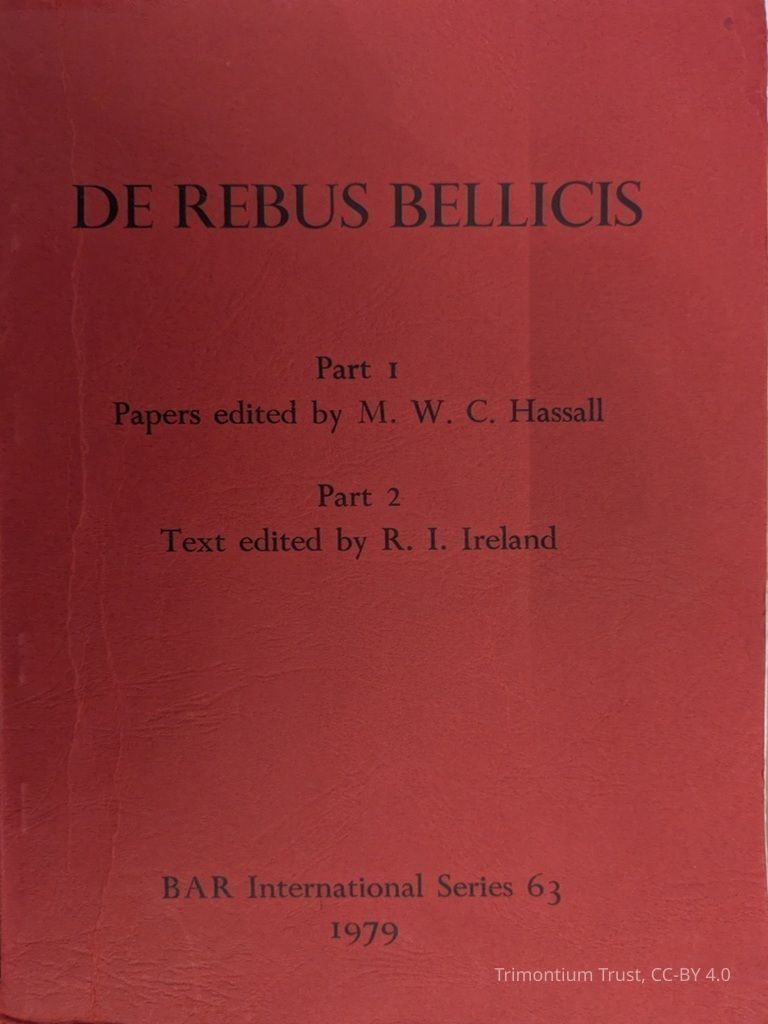 DE REBUS BELLICIS
Part 1
Papers edited by M. W. C. Hassall
Part 2
Text edited by R. I. Ireland
BAR International Series 63
1979
Trimontium Trust, CC-BY 4.0